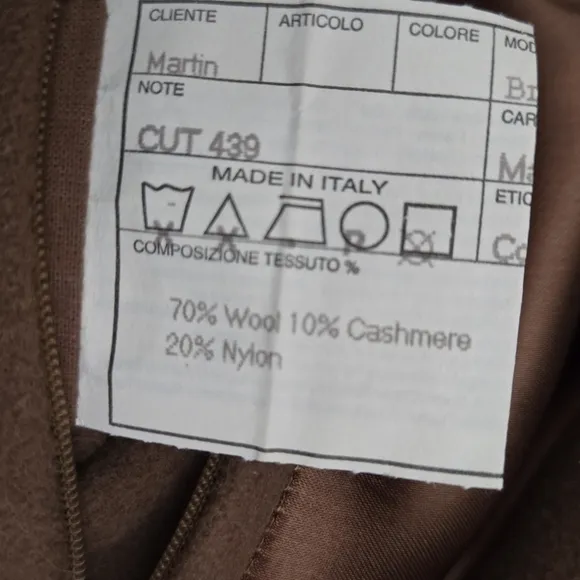 CLIENTE ARTICOLO COLORE
Martin
NOTE
CUT 439
MADE IN ITALY
COMPOSIZIONE TESSUTO %
70% Wool 10% Cashmere
20% Nylon